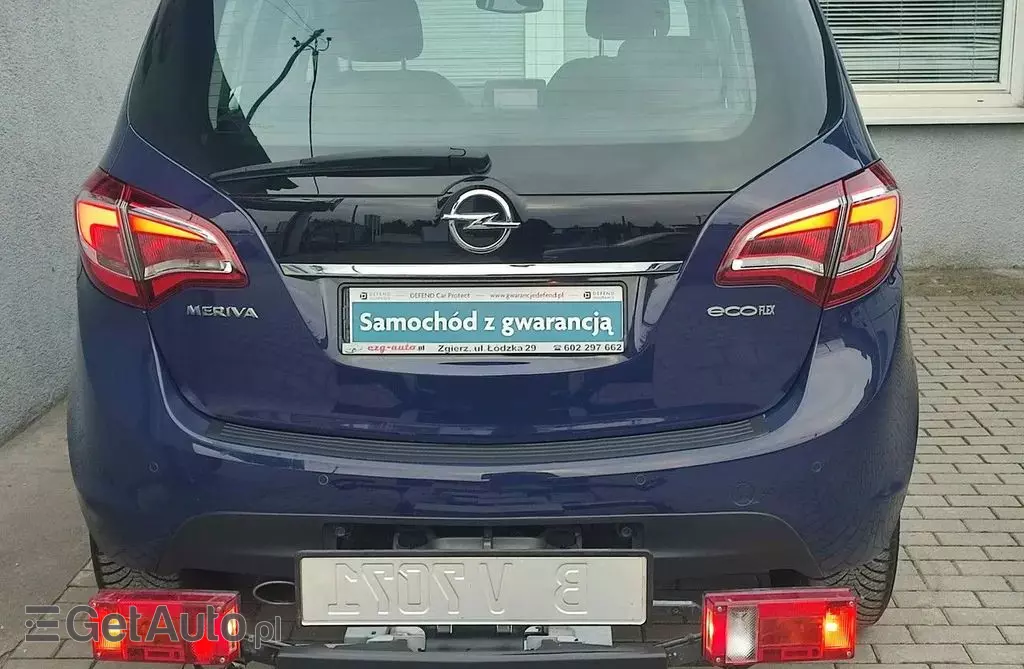 MERIVA
ecoFLEX
DEFEND DEFEND Car Protect — www.gwarancjedefend.pl DEFEND
Samochód z gwarancją
czg-auto.pl Zgierz, ul. Łódzka 29 ☎ 602 297 662
GetAuto.pl